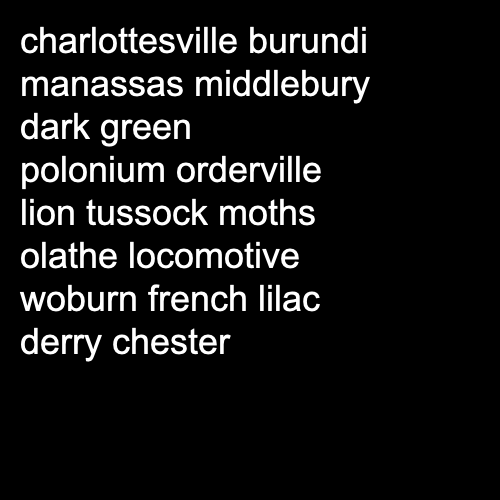 charlottesville burundi
manassas middlebury
dark green
polonium orderville
lion tussock moths
olathe locomotive
woburn french lilac
derry chester